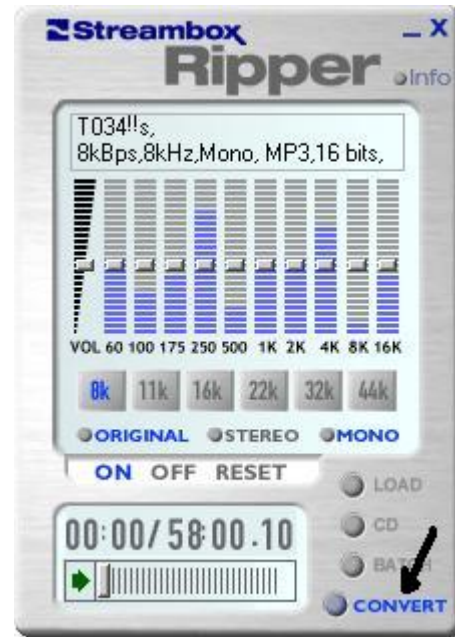 Streambox
Ripper
Info
T034!!s,
8kBps,8kHz,Mono, MP3,16 bits,
VOL 60 100 175 250 500 1K 2K 4K 8K 16K
8k 11k 16k 22k 32k 44k
ORIGINAL STEREO MONO
ON OFF RESET
LOAD
00:00/58:00.10
CD
BATCH
CONVERT